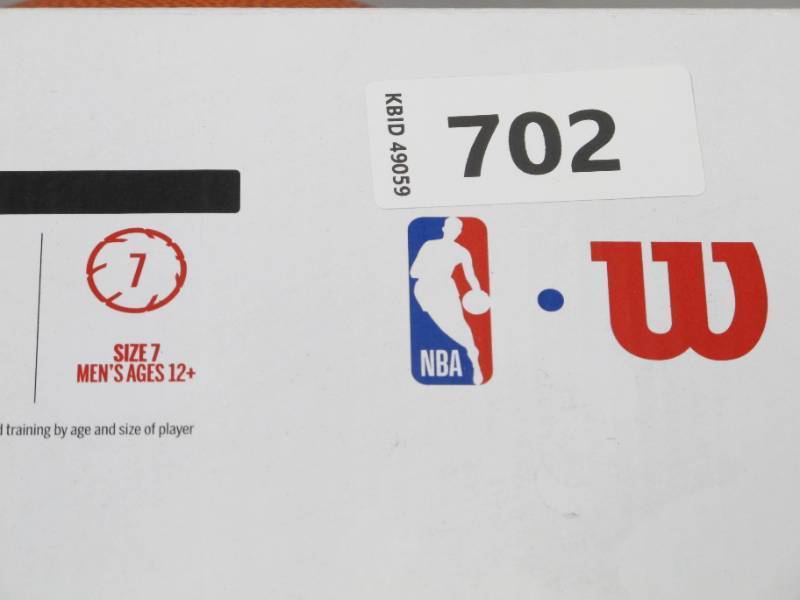 KBID 49059
702
7
SIZE 7
MEN'S AGES 12+
training by age and size of player
NBA
W